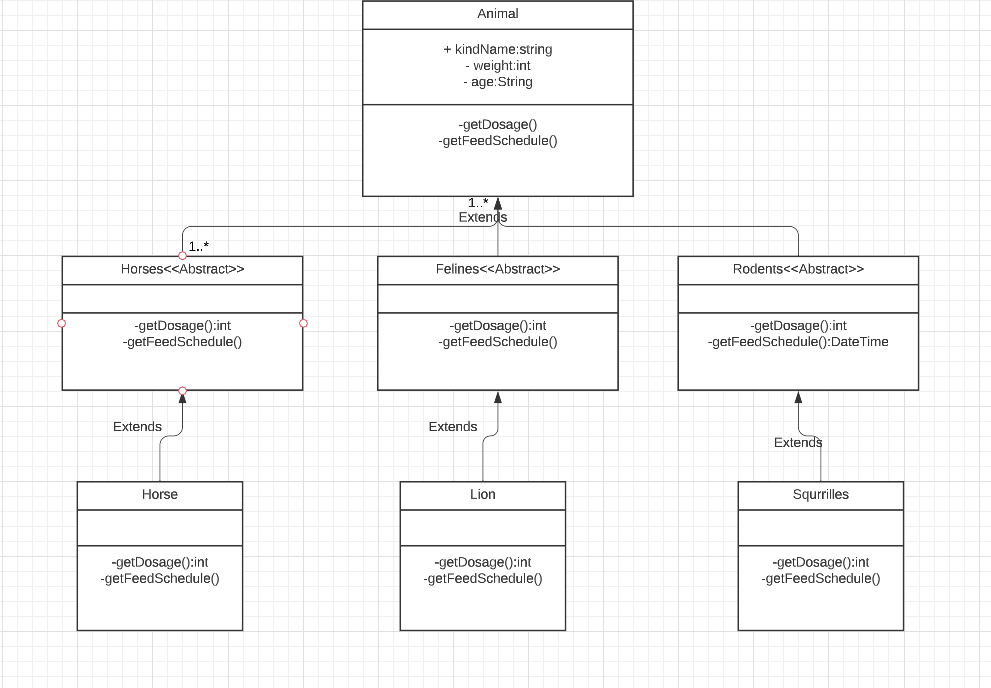 Animal
+ kindName:string
- weight:int
- age:String
-getDosage()
-getFeedSchedule()
1..*
Extends
1..*
Horses<<Abstract>>
-getDosage():int
-getFeedSchedule()
Felines<<Abstract>>
-getDosage():int
-getFeedSchedule()
Rodents<<Abstract>>
-getDosage():int
-getFeedSchedule():DateTime
Extends
Extends
Extends
Horse
-getDosage():int
-getFeedSchedule()
Lion
-getDosage():int
-getFeedSchedule()
Squrrilles
-getDosage():int
-getFeedSchedule()